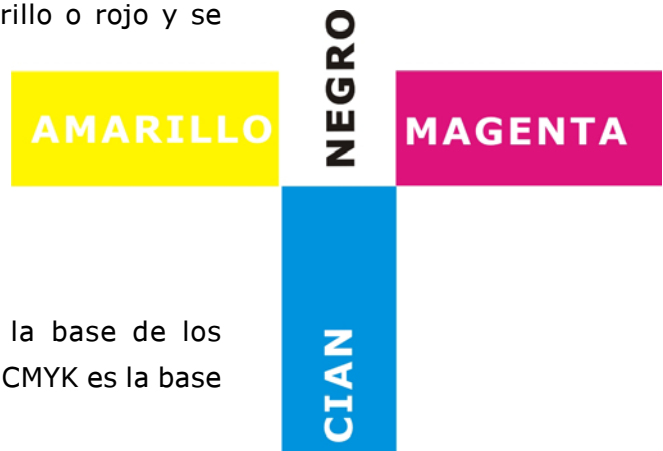 rillo o rojo y se
NEGRO
AMARILLO
MAGENTA
la base de los
CMYK es la base
CIAN